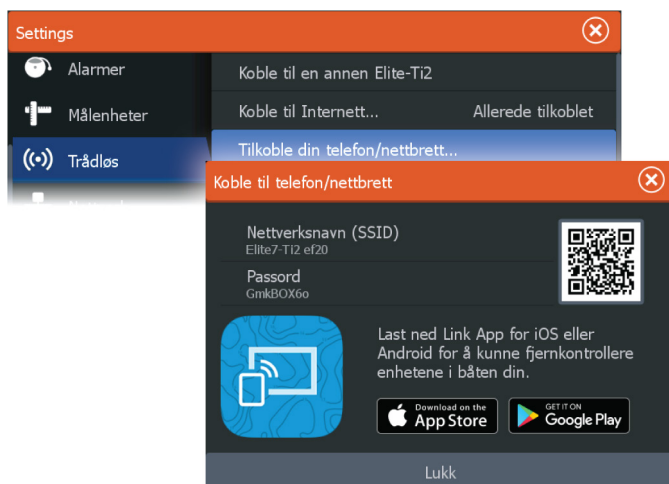 Settings
Alarmer
Koble til en annen Elite-Ti2
Målenheter
Koble til Internett... Allerede tilkoblet
Trådløs
Tilkoble din telefon/nettbrett...
Koble til telefon/nettbrett
Nettverksnavn (SSID)
Elite7-Ti2 ef20
Passord
GmkBOX6o
Last ned Link App for iOS eller
Android for å kunne fjernkontrollere
enhetene i båten din.
Download on the
App Store
GET IT ON
Google Play
Lukk